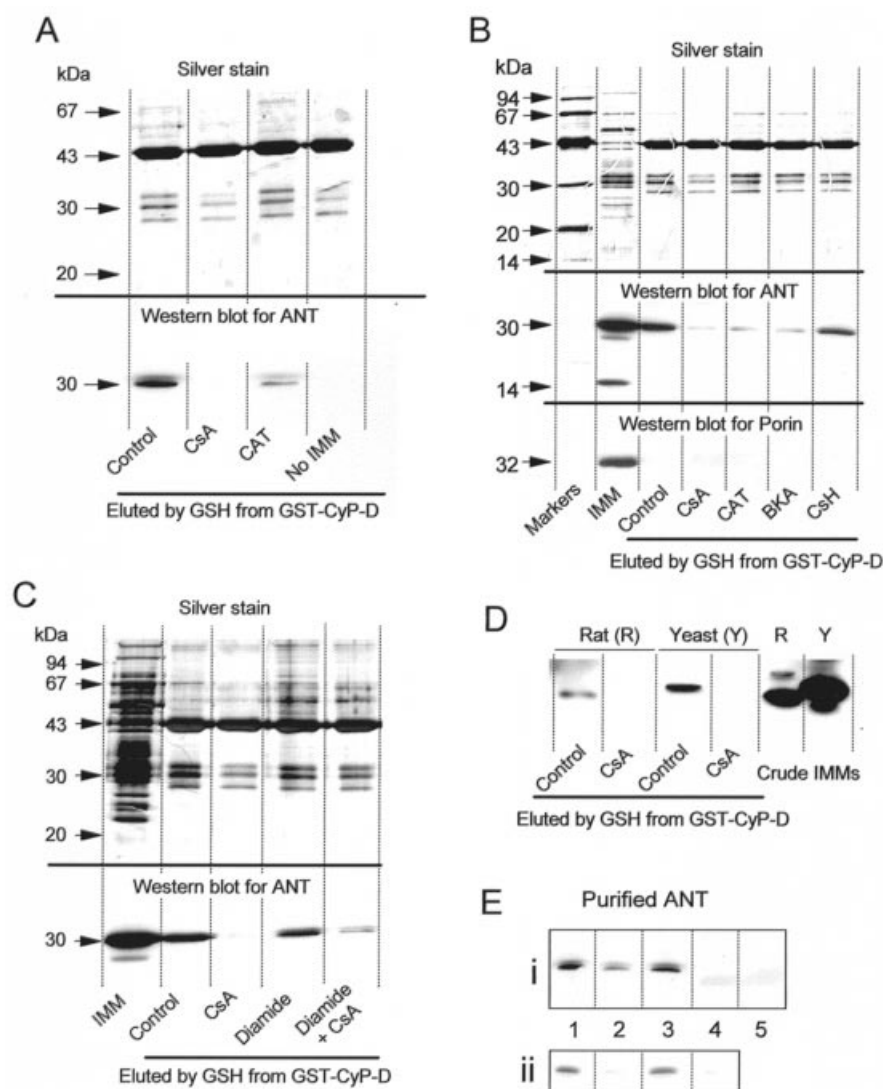 A
Silver stain
kDa
67
43
30
20
Western blot for ANT
30
Control
CsA
CAT
No IMM
Eluted by GSH from GST-CyP-D
B
Silver stain
kDa
94
67
43
30
20
14
Western blot for ANT
30
14
Western blot for Porin
32
Markers
IMM
Control
CsA
CAT
BKA
CsH
Eluted by GSH from GST-CyP-D
C
Silver stain
kDa
94
67
43
30
20
Western blot for ANT
30
IMM
Control
CsA
Diamide
Diamide
+ CsA
Eluted by GSH from GST-CyP-D
D
Rat (R) Yeast (Y) R Y
Control
CsA
Control
CsA
Crude IMMs
Eluted by GSH from GST-CyP-D
E
Purified ANT
i
1 2 3 4 5
ii